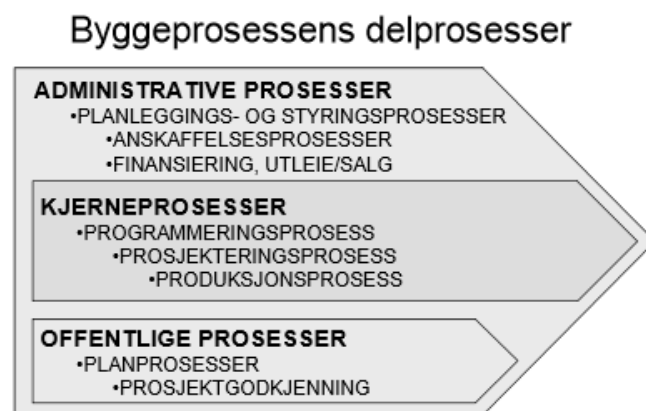 Byggeprosessens delprosesser
ADMINISTRATIVE PROSESSER
•PLANLEGGINGS- OG STYRINGSPROSESSER
•ANSKAFFELSESPROSESSER
•FINANSIERING, UTLEIE/SALG
KJERNEPROSESSER
•PROGRAMMERINGSPROSESS
•PROSJEKTERINGSPROSESS
•PRODUKSJONSPROSESS
OFFENTLIGE PROSESSER
•PLANPROSESSER
•PROSJEKTGODKJENNING